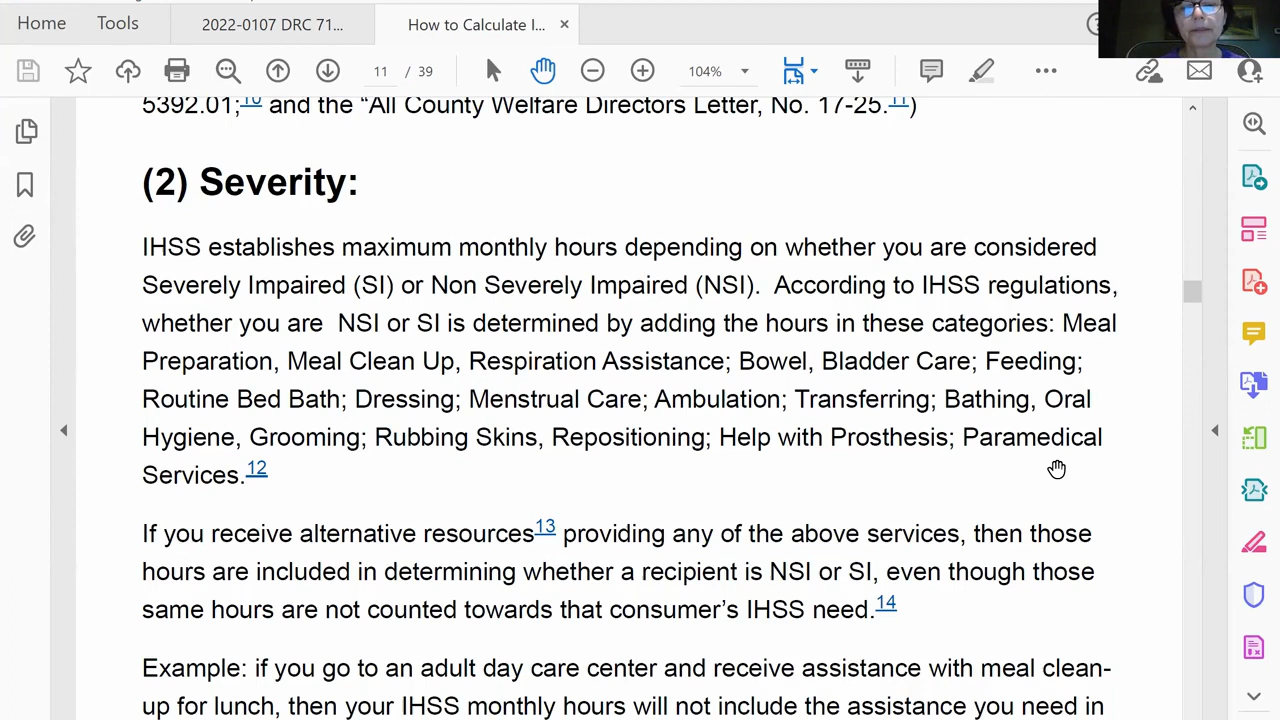 Home
Tools
2022-0107 DRC 71...
How to Calculate I...
11 / 39
104%
5392.01;10 and the “All County Welfare Directors Letter, No. 17-25.11)
(2) Severity:
IHSS establishes maximum monthly hours depending on whether you are considered
Severely Impaired (SI) or Non Severely Impaired (NSI).  According to IHSS regulations,
whether you are  NSI or SI is determined by adding the hours in these categories: Meal
Preparation, Meal Clean Up, Respiration Assistance; Bowel, Bladder Care; Feeding;
Routine Bed Bath; Dressing; Menstrual Care; Ambulation; Transferring; Bathing, Oral
Hygiene, Grooming; Rubbing Skins, Repositioning; Help with Prosthesis; Paramedical
Services.12
If you receive alternative resources13 providing any of the above services, then those
hours are included in determining whether a recipient is NSI or SI, even though those
same hours are not counted towards that consumer’s IHSS need.14
Example: if you go to an adult day care center and receive assistance with meal clean-
up for lunch, then your IHSS monthly hours will not include the assistance you need in